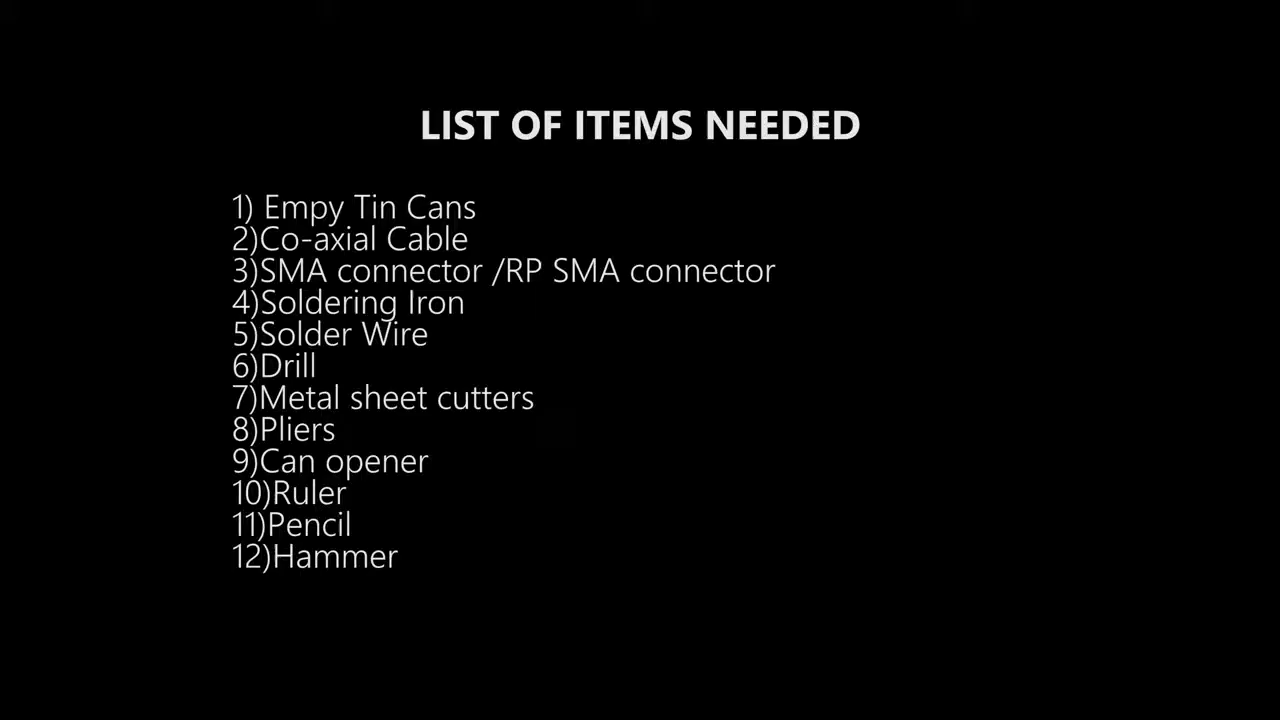 LIST OF ITEMS NEEDED
1) Empy Tin Cans
2)Co-axial Cable
3)SMA connector /RP SMA connector
4)Soldering Iron
5)Solder Wire
6)Drill
7)Metal sheet cutters
8)Pliers
9)Can opener
10)Ruler
11)Pencil
12)Hammer